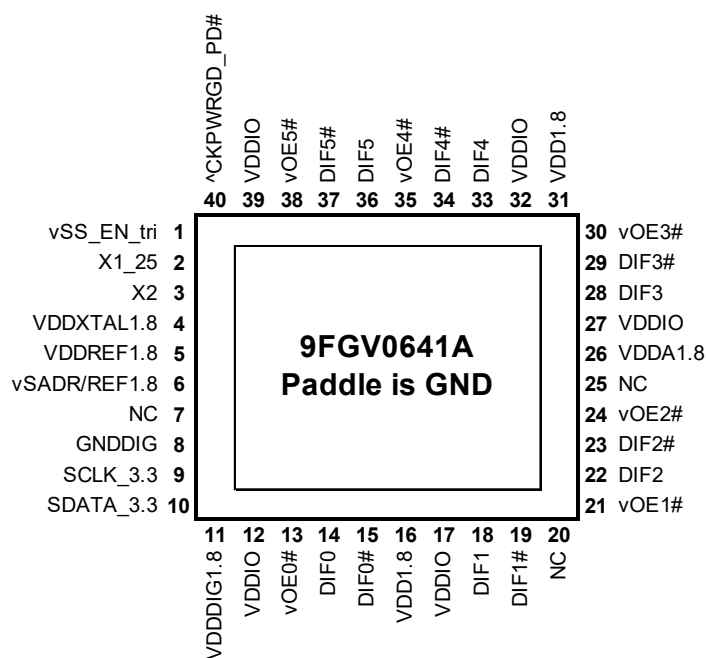 ^CKPWRGD_PD#
VDDIO
vOE5#
DIF5#
DIF5
vOE4#
DIF4#
DIF4
VDDIO
VDD1.8
40 39 38 37 36 35 34 33 32 31
vSS_EN_tri 1
X1_25 2
X2 3
VDDXTAL1.8 4
VDDREF1.8 5
vSADR/REF1.8 6
NC 7
GNDDIG 8
SCLK_3.3 9
SDATA_3.3 10
9FGV0641A
Paddle is GND
30 vOE3#
29 DIF3#
28 DIF3
27 VDDIO
26 VDDA1.8
25 NC
24 vOE2#
23 DIF2#
22 DIF2
21 vOE1#
11 12 13 14 15 16 17 18 19 20
VDDDIG1.8
VDDIO
vOE0#
DIF0
DIF0#
VDD1.8
VDDIO
DIF1
DIF1#
NC